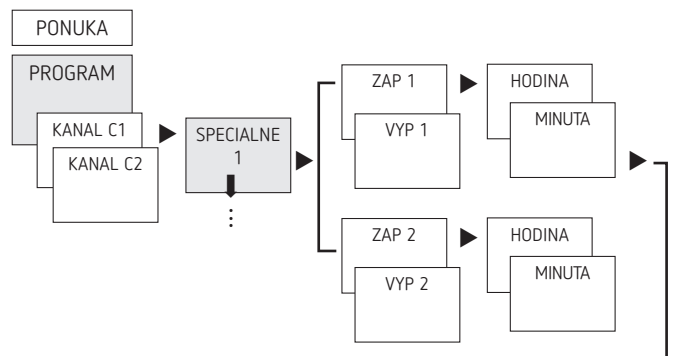 PONUKA
PROGRAM
KANAL C1
KANAL C2
SPECIALNE
1
ZAP 1
VYP 1
HODINA
MINUTA
ZAP 2
VYP 2
HODINA
MINUTA